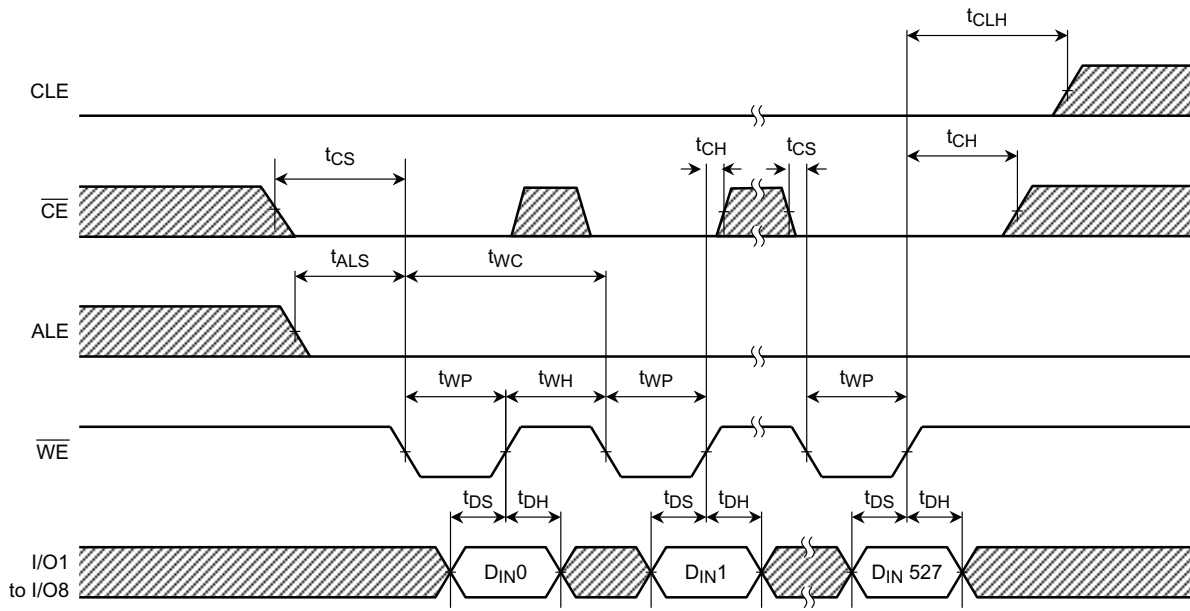 tCLH
CLE
tCS
tCH
tCS
tCH
CE
tALS
tWC
ALE
tWP
tWH
tWP
tWP
WE
tDS
tDH
tDS
tDH
tDS
tDH
I/O1
to I/O8
DIN0
DIN1
DIN 527